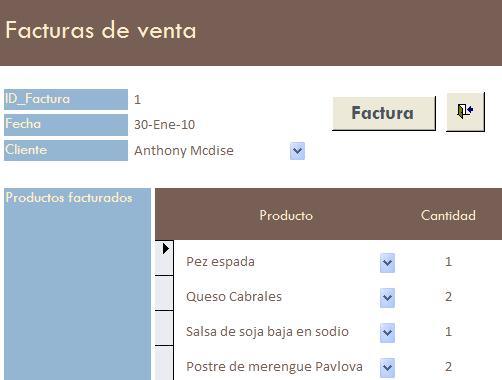 Facturas de venta
ID_Factura 1
Fecha 30-Ene-10
Factura
Cliente Anthony Mcdise
Productos facturados
Producto Cantidad
Pez espada 1
Queso Cabrales 2
Salsa de soja baja en sodio 1
Postre de merengue Pavlova 2